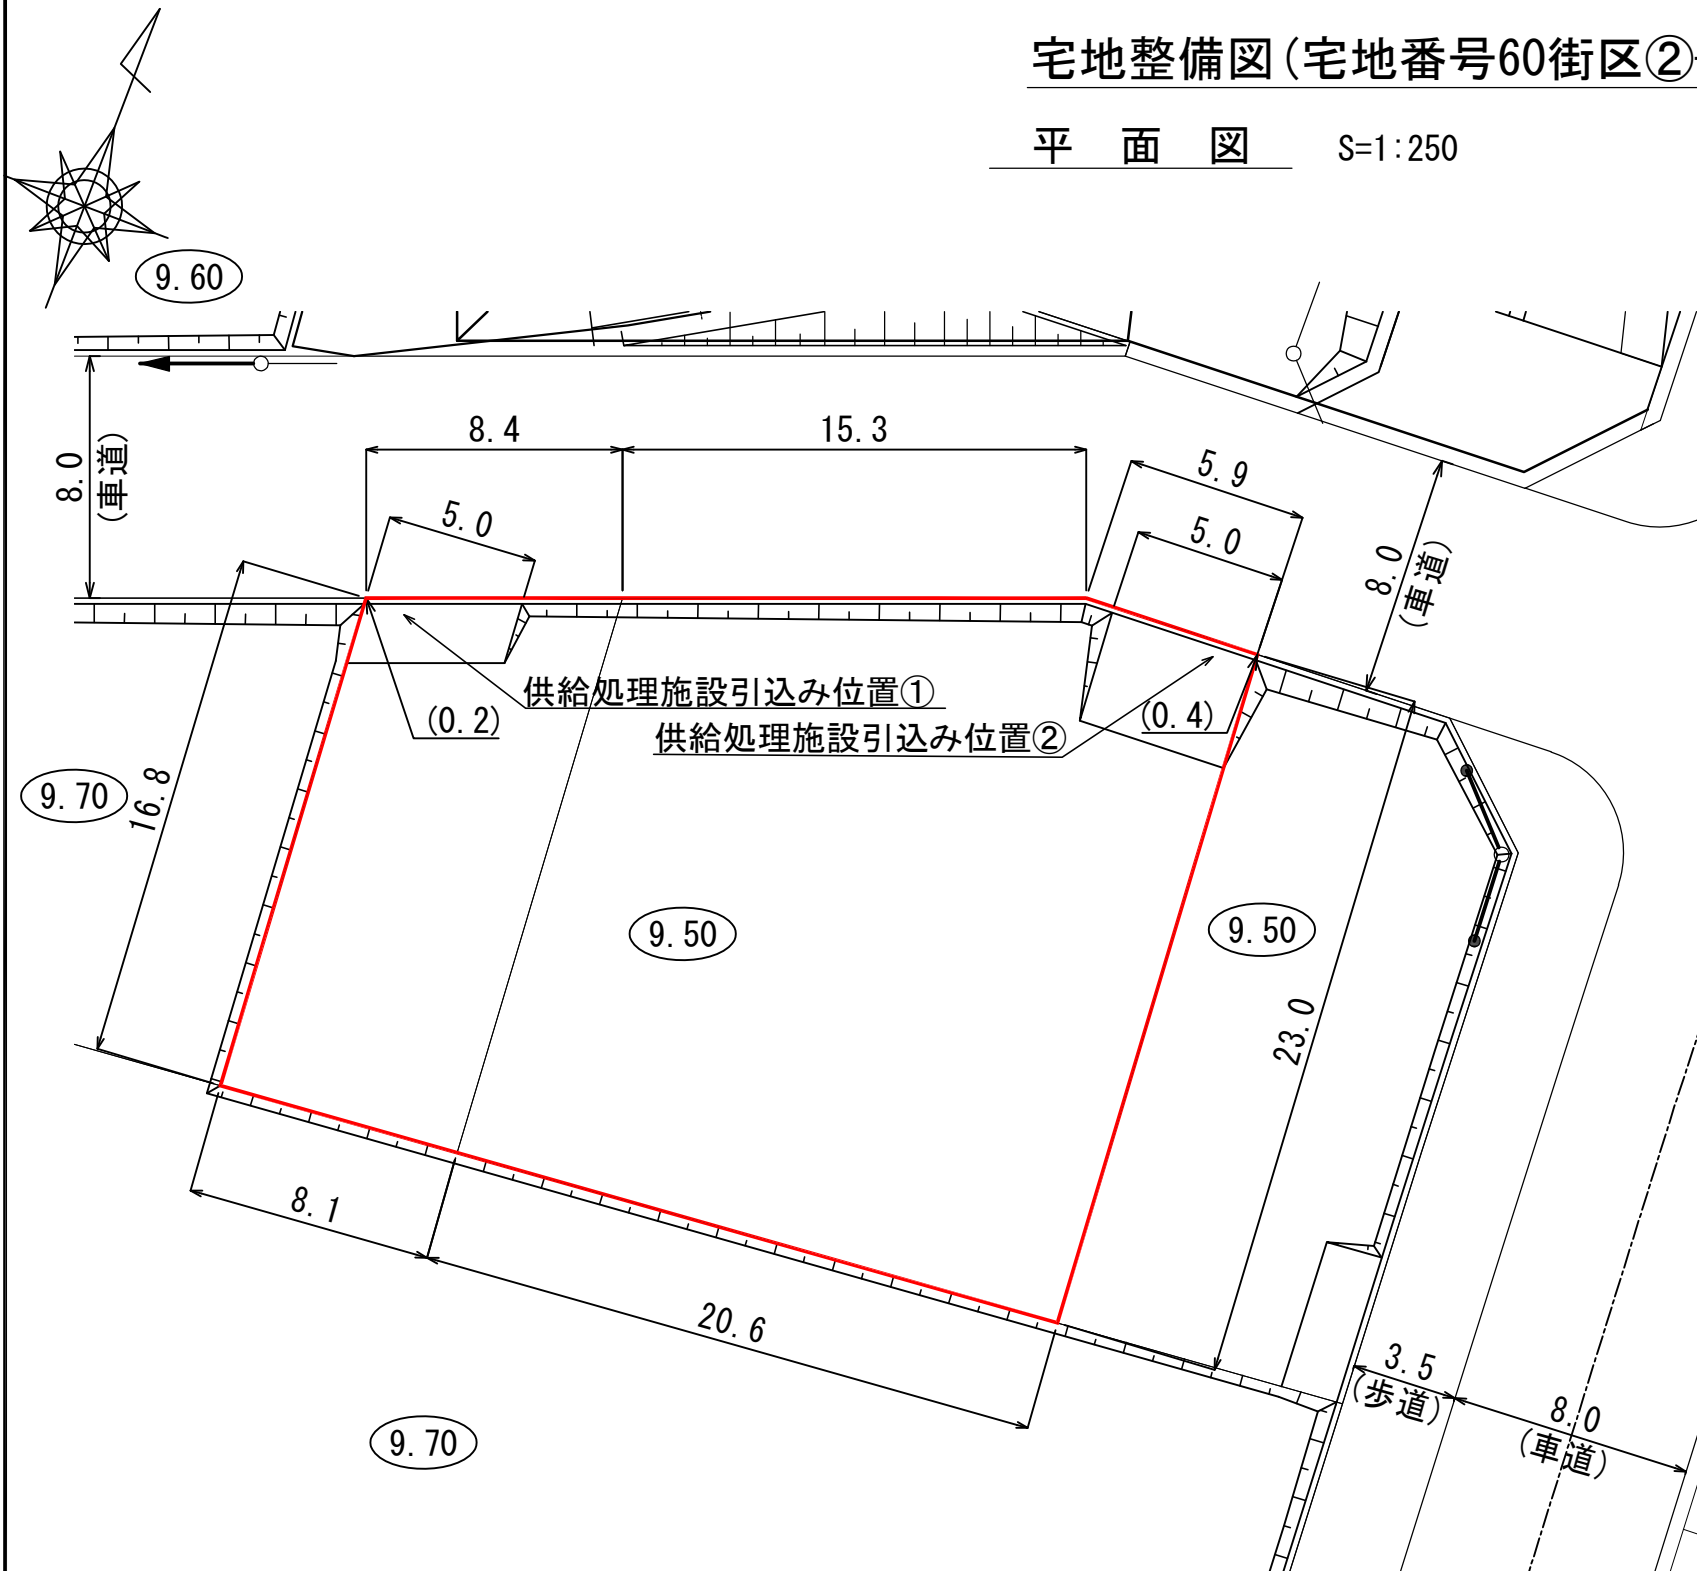 宅地整備図(宅地番号60街区②
平 面 図 S=1:250
9.60
8.4
15.3
8.0
(車道)
5.9
5.0
5.0
8.0
(車道)
供給処理施設引込み位置①
(0.2)
(0.4)
供給処理施設引込み位置②
9.70
16.8
9.50
9.50
23.0
8.1
20.6
3.5
(歩道)
8.0
(車道)
9.70